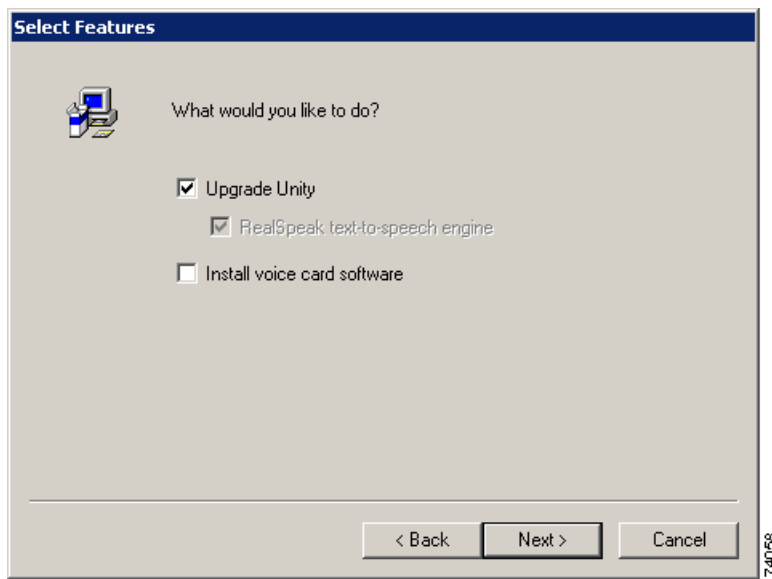 Select Features
What would you like to do?
Upgrade Unity
RealSpeak text-to-speech engine
Install voice card software
< Back
Next >
Cancel
74058